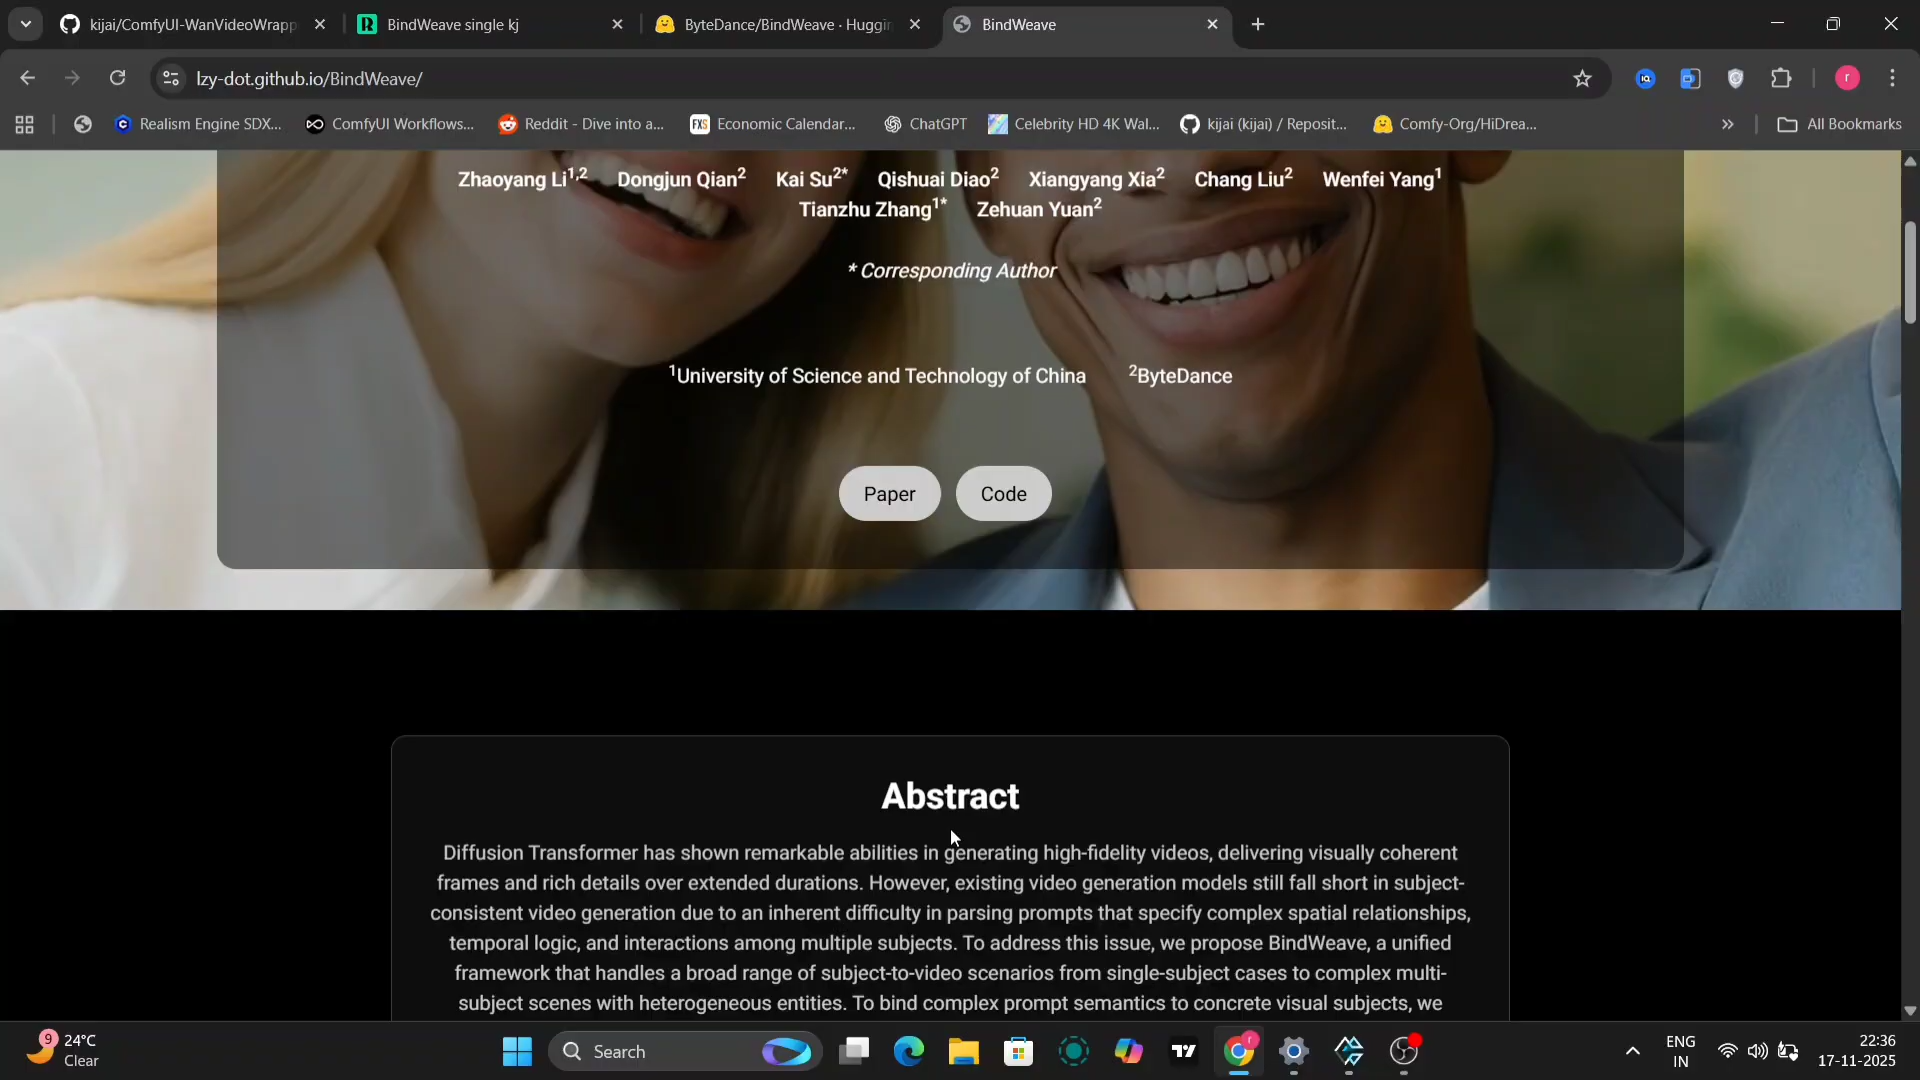 kijai/ComfyUI-WanVideoWrapp
BindWeave single kj
ByteDance/BindWeave · Huggin
BindWeave
lzy-dot.github.io/BindWeave/
r
Realism Engine SDX...
ComfyUI Workflows...
Reddit - Dive into a...
FXS Economic Calendar...
ChatGPT
Celebrity HD 4K Wal...
kijai (kijai) / Reposit...
Comfy-Org/HiDrea...
All Bookmarks
Zhaoyang Li1,2 Dongjun Qian2 Kai Su2* Qishuai Diao2 Xiangyang Xia2 Chang Liu2 Wenfei Yang1
Tianzhu Zhang1* Zehuan Yuan2
* Corresponding Author
1University of Science and Technology of China 2ByteDance
Paper Code
Abstract
Diffusion Transformer has shown remarkable abilities in generating high-fidelity videos, delivering visually coherent
frames and rich details over extended durations. However, existing video generation models still fall short in subject-
consistent video generation due to an inherent difficulty in parsing prompts that specify complex spatial relationships,
temporal logic, and interactions among multiple subjects. To address this issue, we propose BindWeave, a unified
framework that handles a broad range of subject-to-video scenarios from single-subject cases to complex multi-
subject scenes with heterogeneous entities. To bind complex prompt semantics to concrete visual subjects, we
9
24°C
Clear
Search
ENG
IN
22:36
17-11-2025